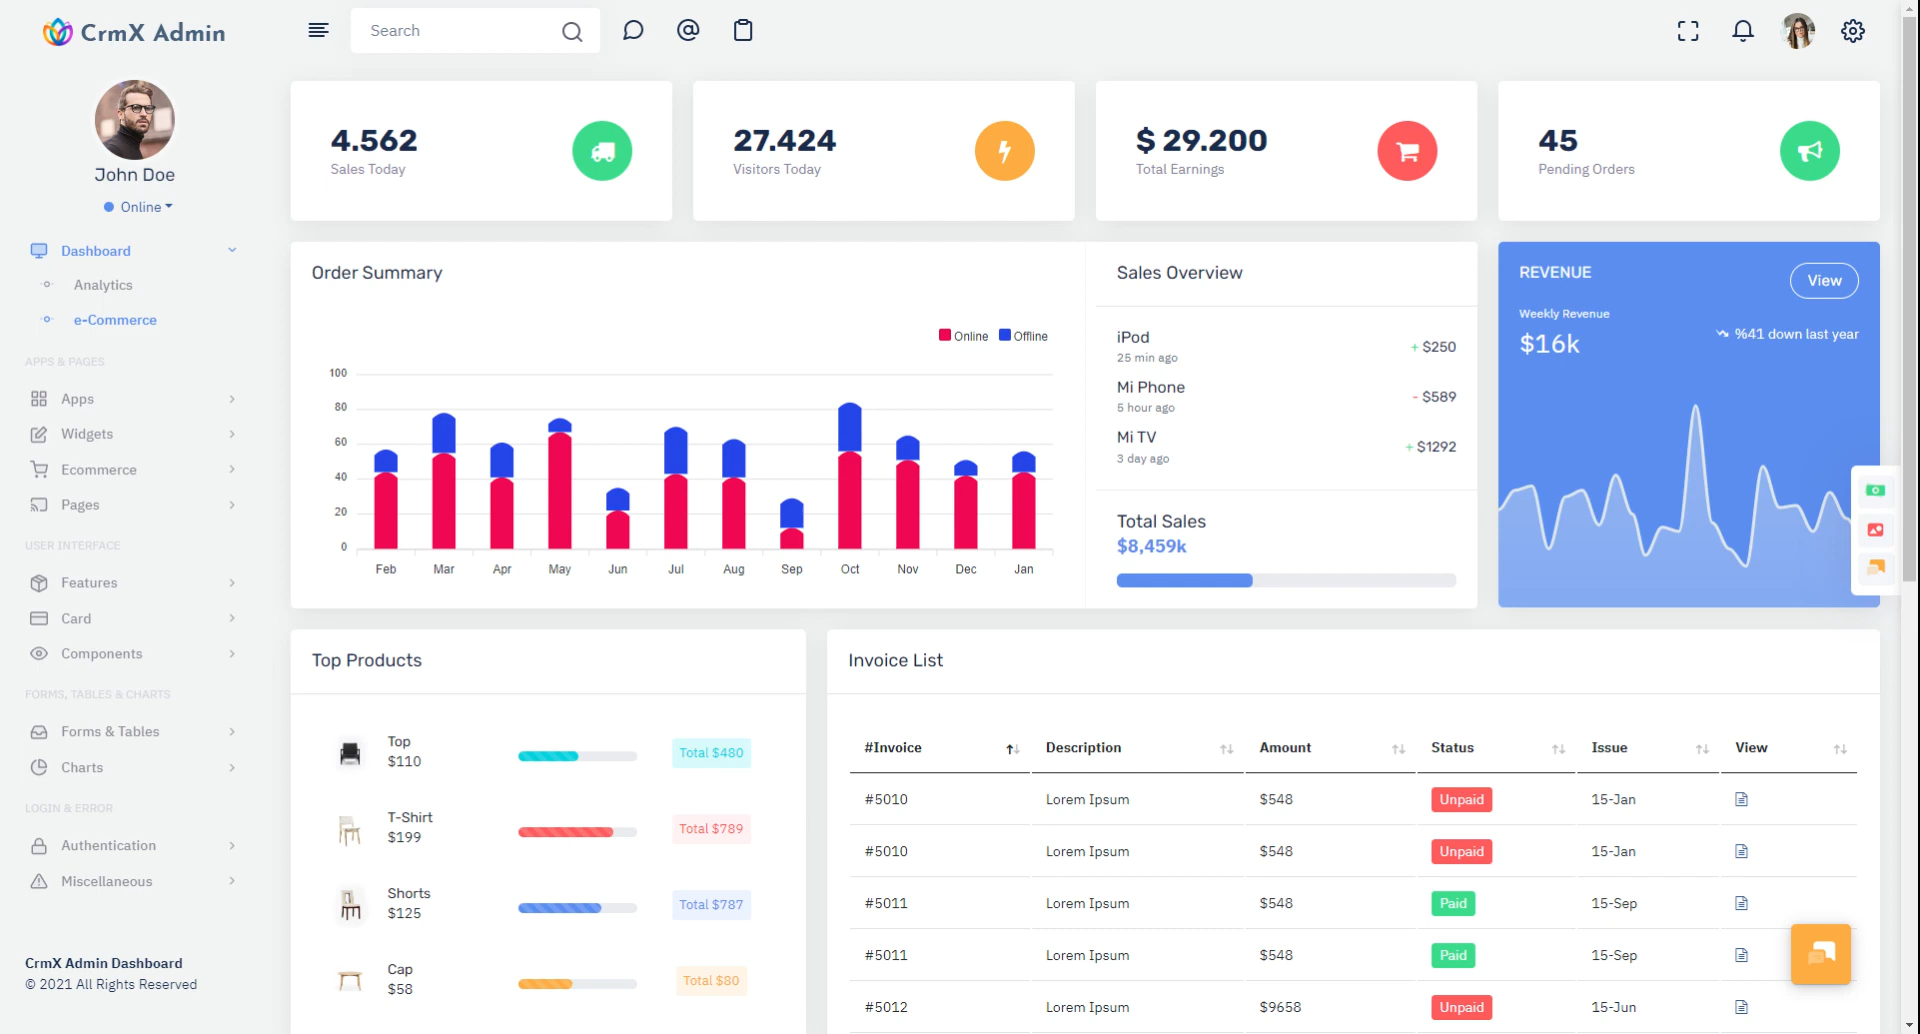 CrmX Admin
Search
John Doe
Online
Dashboard
Analytics
e-Commerce
APPS & PAGES
Apps
Widgets
Ecommerce
Pages
USER INTERFACE
Features
Card
Components
FORMS, TABLES & CHARTS
Forms & Tables
Charts
LOGIN & ERROR
Authentication
Miscellaneous
CrmX Admin Dashboard
© 2021 All Rights Reserved
4.562
Sales Today
27.424
Visitors Today
$ 29.200
Total Earnings
45
Pending Orders
Order Summary
Online Offline
100
80
60
40
20
0
Feb Mar Apr May Jun Jul Aug Sep Oct Nov Dec Jan
Sales Overview
iPod
25 min ago
+ $250
Mi Phone
5 hour ago
- $589
Mi TV
3 day ago
+ $1292
Total Sales
$8,459k
REVENUE
View
Weekly Revenue
$16k
%41 down last year
Top Products
Top
$110
Total $480
T-Shirt
$199
Total $789
Shorts
$125
Total $787
Cap
$58
Total $80
Invoice List
#Invoice Description Amount Status Issue View
#5010 Lorem Ipsum $548 Unpaid 15-Jan
#5010 Lorem Ipsum $548 Unpaid 15-Jan
#5011 Lorem Ipsum $548 Paid 15-Sep
#5011 Lorem Ipsum $548 Paid 15-Sep
#5012 Lorem Ipsum $9658 Unpaid 15-Jun